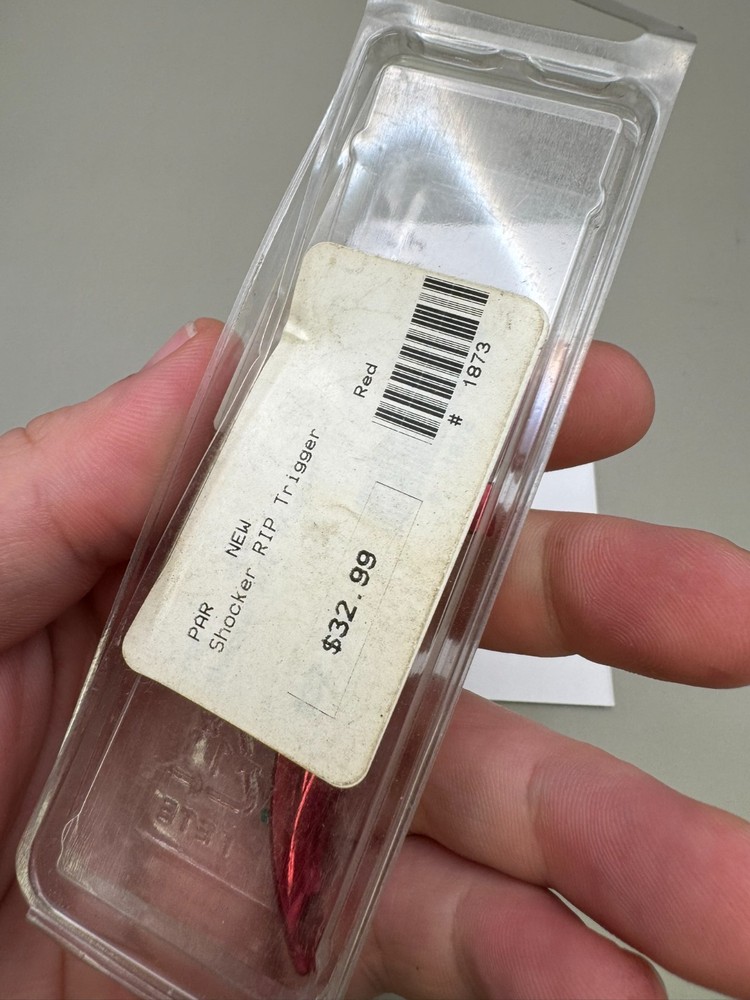 PAR NEW
Shocker RIP Trigger
Red
$32.99
# 1873